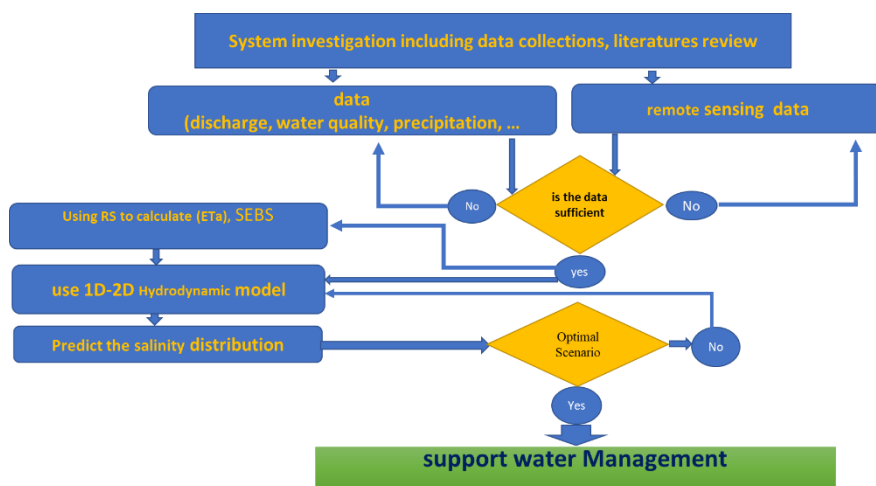 System investigation including data collections, literatures review
data
(discharge, water quality, precipitation, ...
remote sensing data
is the data
sufficient
No
No
Using RS to calculate (ETa), SEBS
yes
use 1D-2D Hydrodynamic model
Predict the salinity distribution
Optimal
Scenario
No
Yes
support water Management